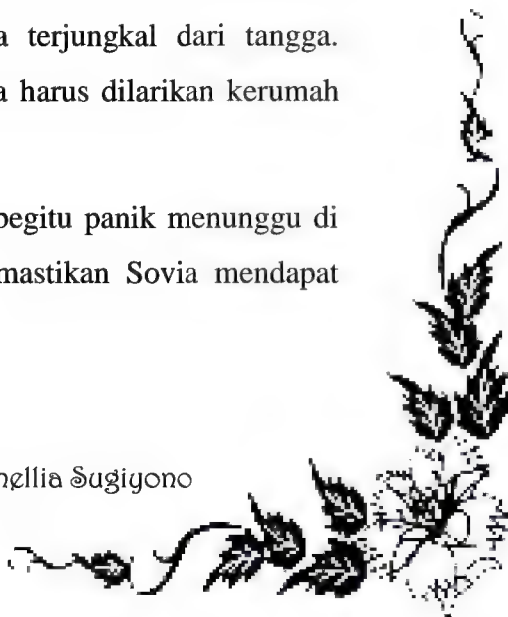 terjungkal dari tangga.
harus dilarikan kerumah
begitu panik menunggu di
mastikan Sovia mendapat
nellia Sugiyono